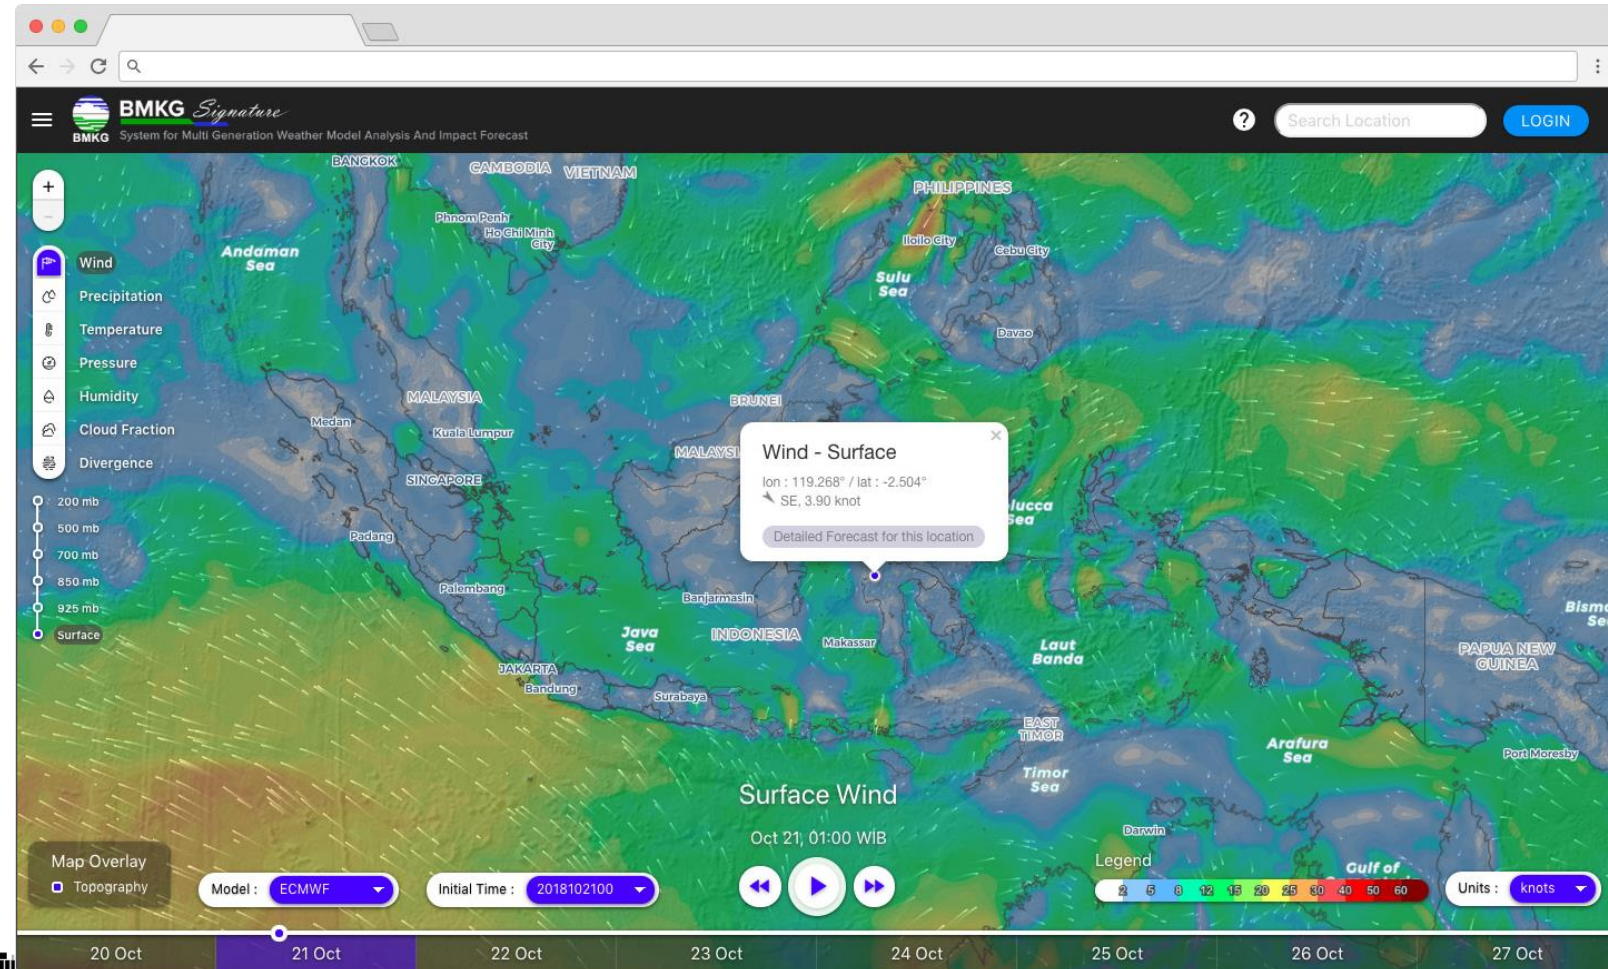 BMKG Signature
BMKG System for Multi Generation Weather Model Analysis And Impact Forecast
?
Search Location
LOGIN
BANGKOK
CAMBODIA
VIETNAM
PHILIPPINES
Phnom Penh
Ho Chi Minh
City
Iloilo City
Cebu City
Andaman
Sea
Sulu
Sea
Davao
+
-
Wind
Precipitation
Temperature
Pressure
Humidity
Cloud Fraction
Divergence
200 mb
500 mb
700 mb
850 mb
925 mb
Surface
MALAYSIA
Medan
Kuala Lumpur
BRUNEI
MALAYSI
SINGAPORE
Wind - Surface
lon : 119.268° / lat : -2.504°
SE, 3.90 knot
Detailed Forecast for this location
lucca
Sea
Padang
Palembang
Banjarmasin
Java
Sea
INDONESIA
Makassar
Laut
Banda
Bism
Se
PAPUA NEW
GUINEA
JAKARTA
Bandung
Surabaya
EAST
TIMOR
Arafura
Sea
Port Moresby
Timor
Sea
Surface Wind
Oct 21, 01:00 WIB
Darwin
Gulf of
Map Overlay
Topography
Model : ECMWF
Initial Time : 2018102100
Legend
2 5 8 12 15 20 25 30 40 50 60
Units : knots
20 Oct 21 Oct 22 Oct 23 Oct 24 Oct 25 Oct 26 Oct 27 Oct